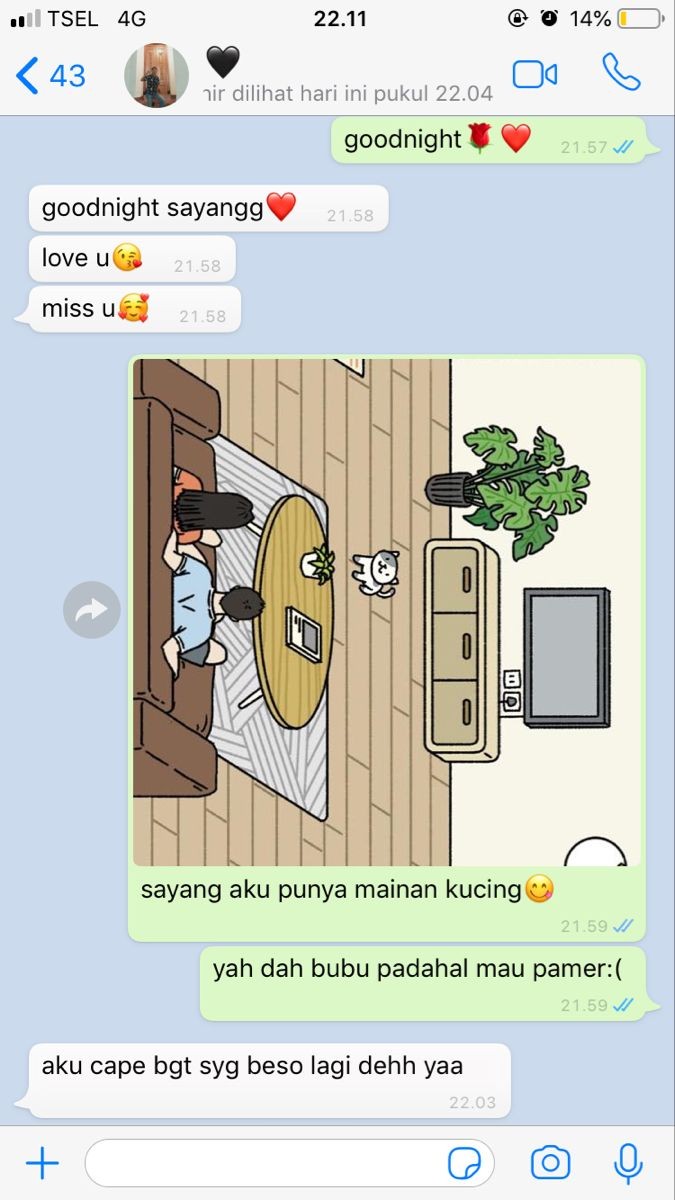 TSEL 4G 22.11 14%
43 🖤
nir dilihat hari ini pukul 22.04
goodnight🌹❤️ 21.57
goodnight sayangg❤️ 21.58
love u😘 21.58
miss u🥰 21.58
sayang aku punya mainan kucing😋
21.59
yah dah bubu padahal mau pamer:(
21.59
aku cape bgt syg beso lagi dehh yaa
22.03